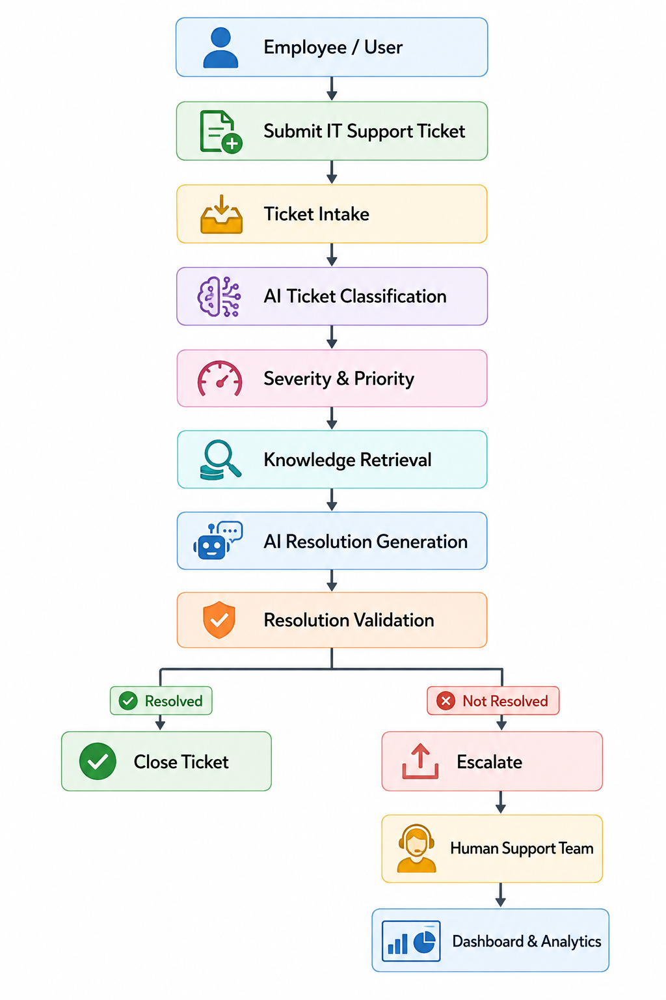 Employee / User
Submit IT Support Ticket
Ticket Intake
AI Ticket Classification
Severity & Priority
Knowledge Retrieval
AI Resolution Generation
Resolution Validation
Resolved
Not Resolved
Close Ticket
Escalate
Human Support Team
Dashboard & Analytics